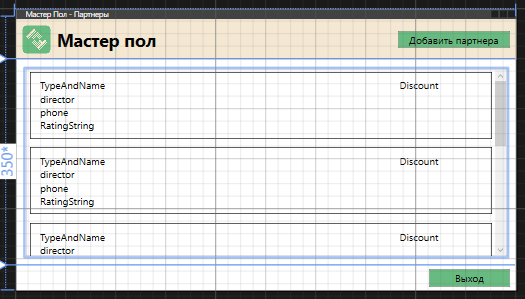 Мастер Пол - Партнеры
Мастер пол
Добавить партнера
TypeAndName Discount
director
phone
RatingString
TypeAndName Discount
director
phone
RatingString
TypeAndName Discount
director
350*
Выход